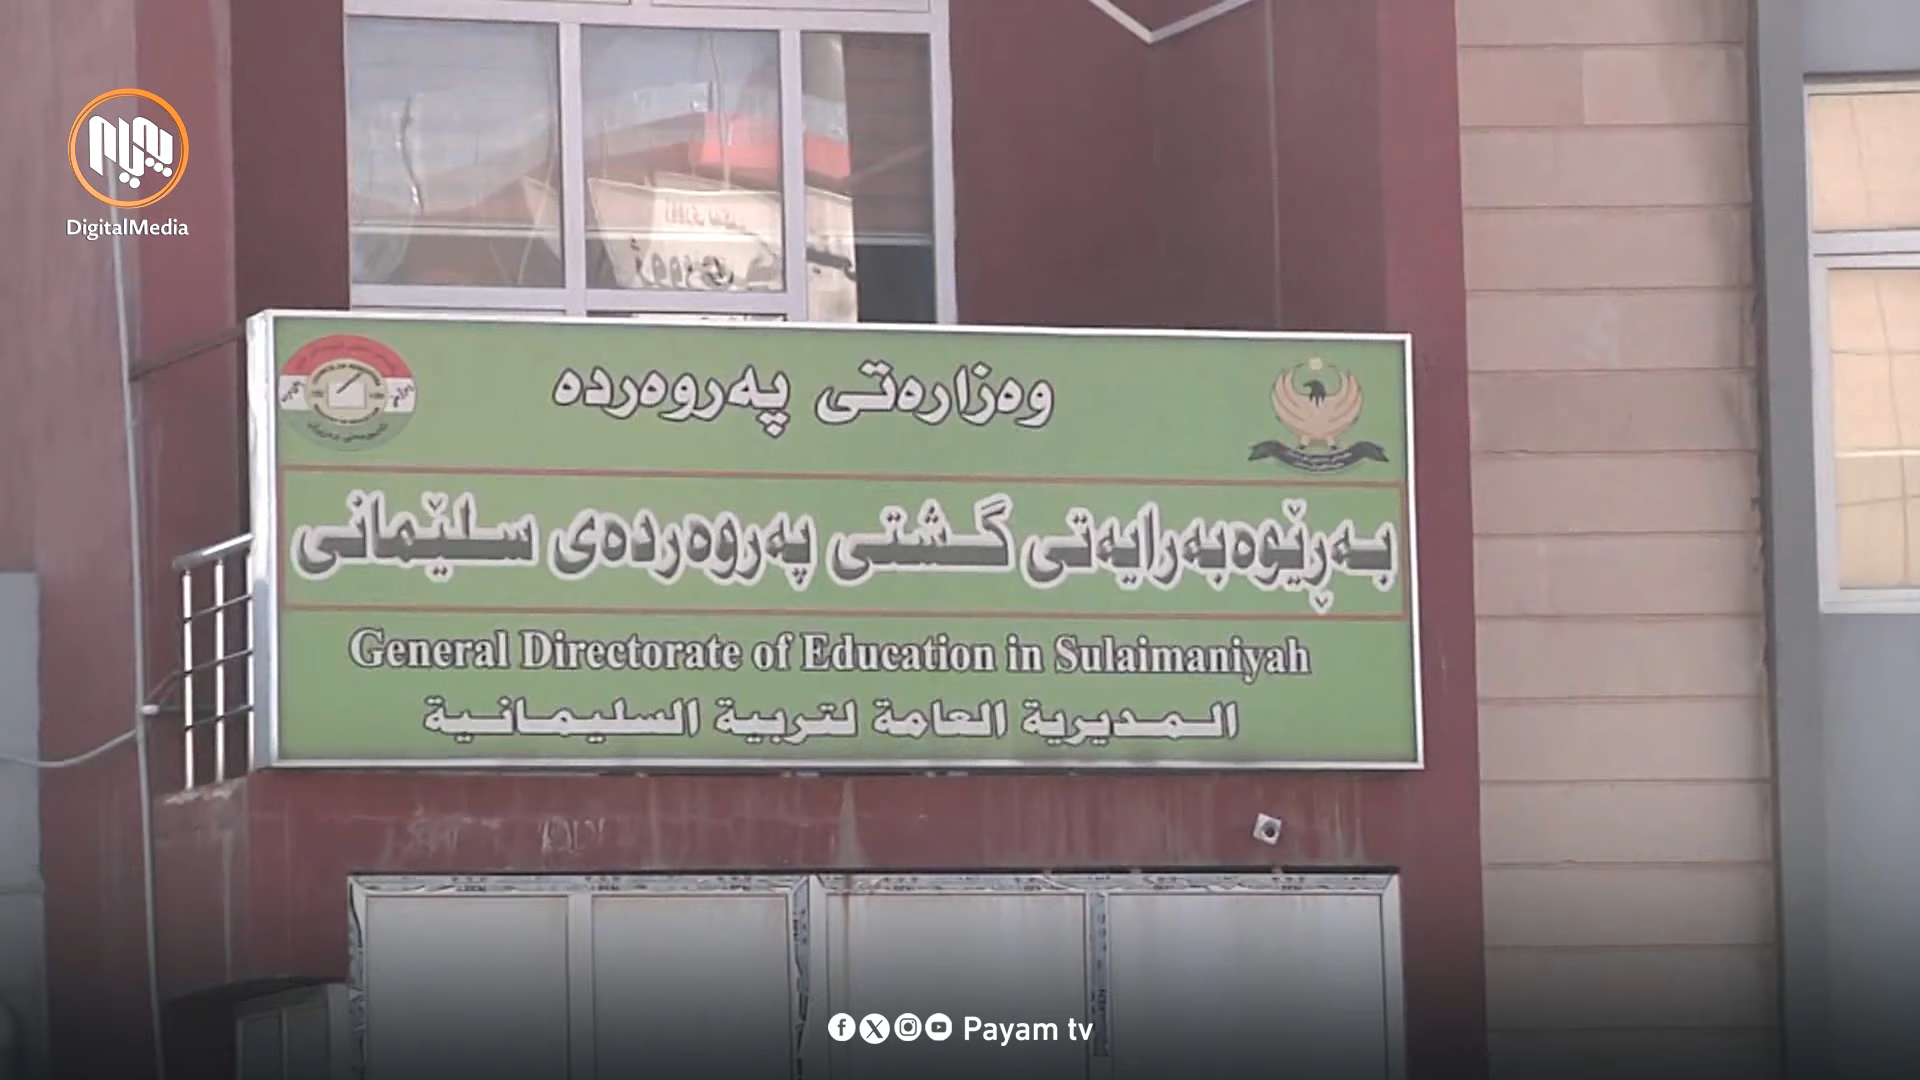 پەیام
DigitalMedia
وەزارەتی پەروەردە
بەڕێوەبەرایەتی گشتی پەروەردەی سلێمانی
General Directorate of Education in Sulaimaniyah
المديرية العامة لتربية السليمانية
Payam tv